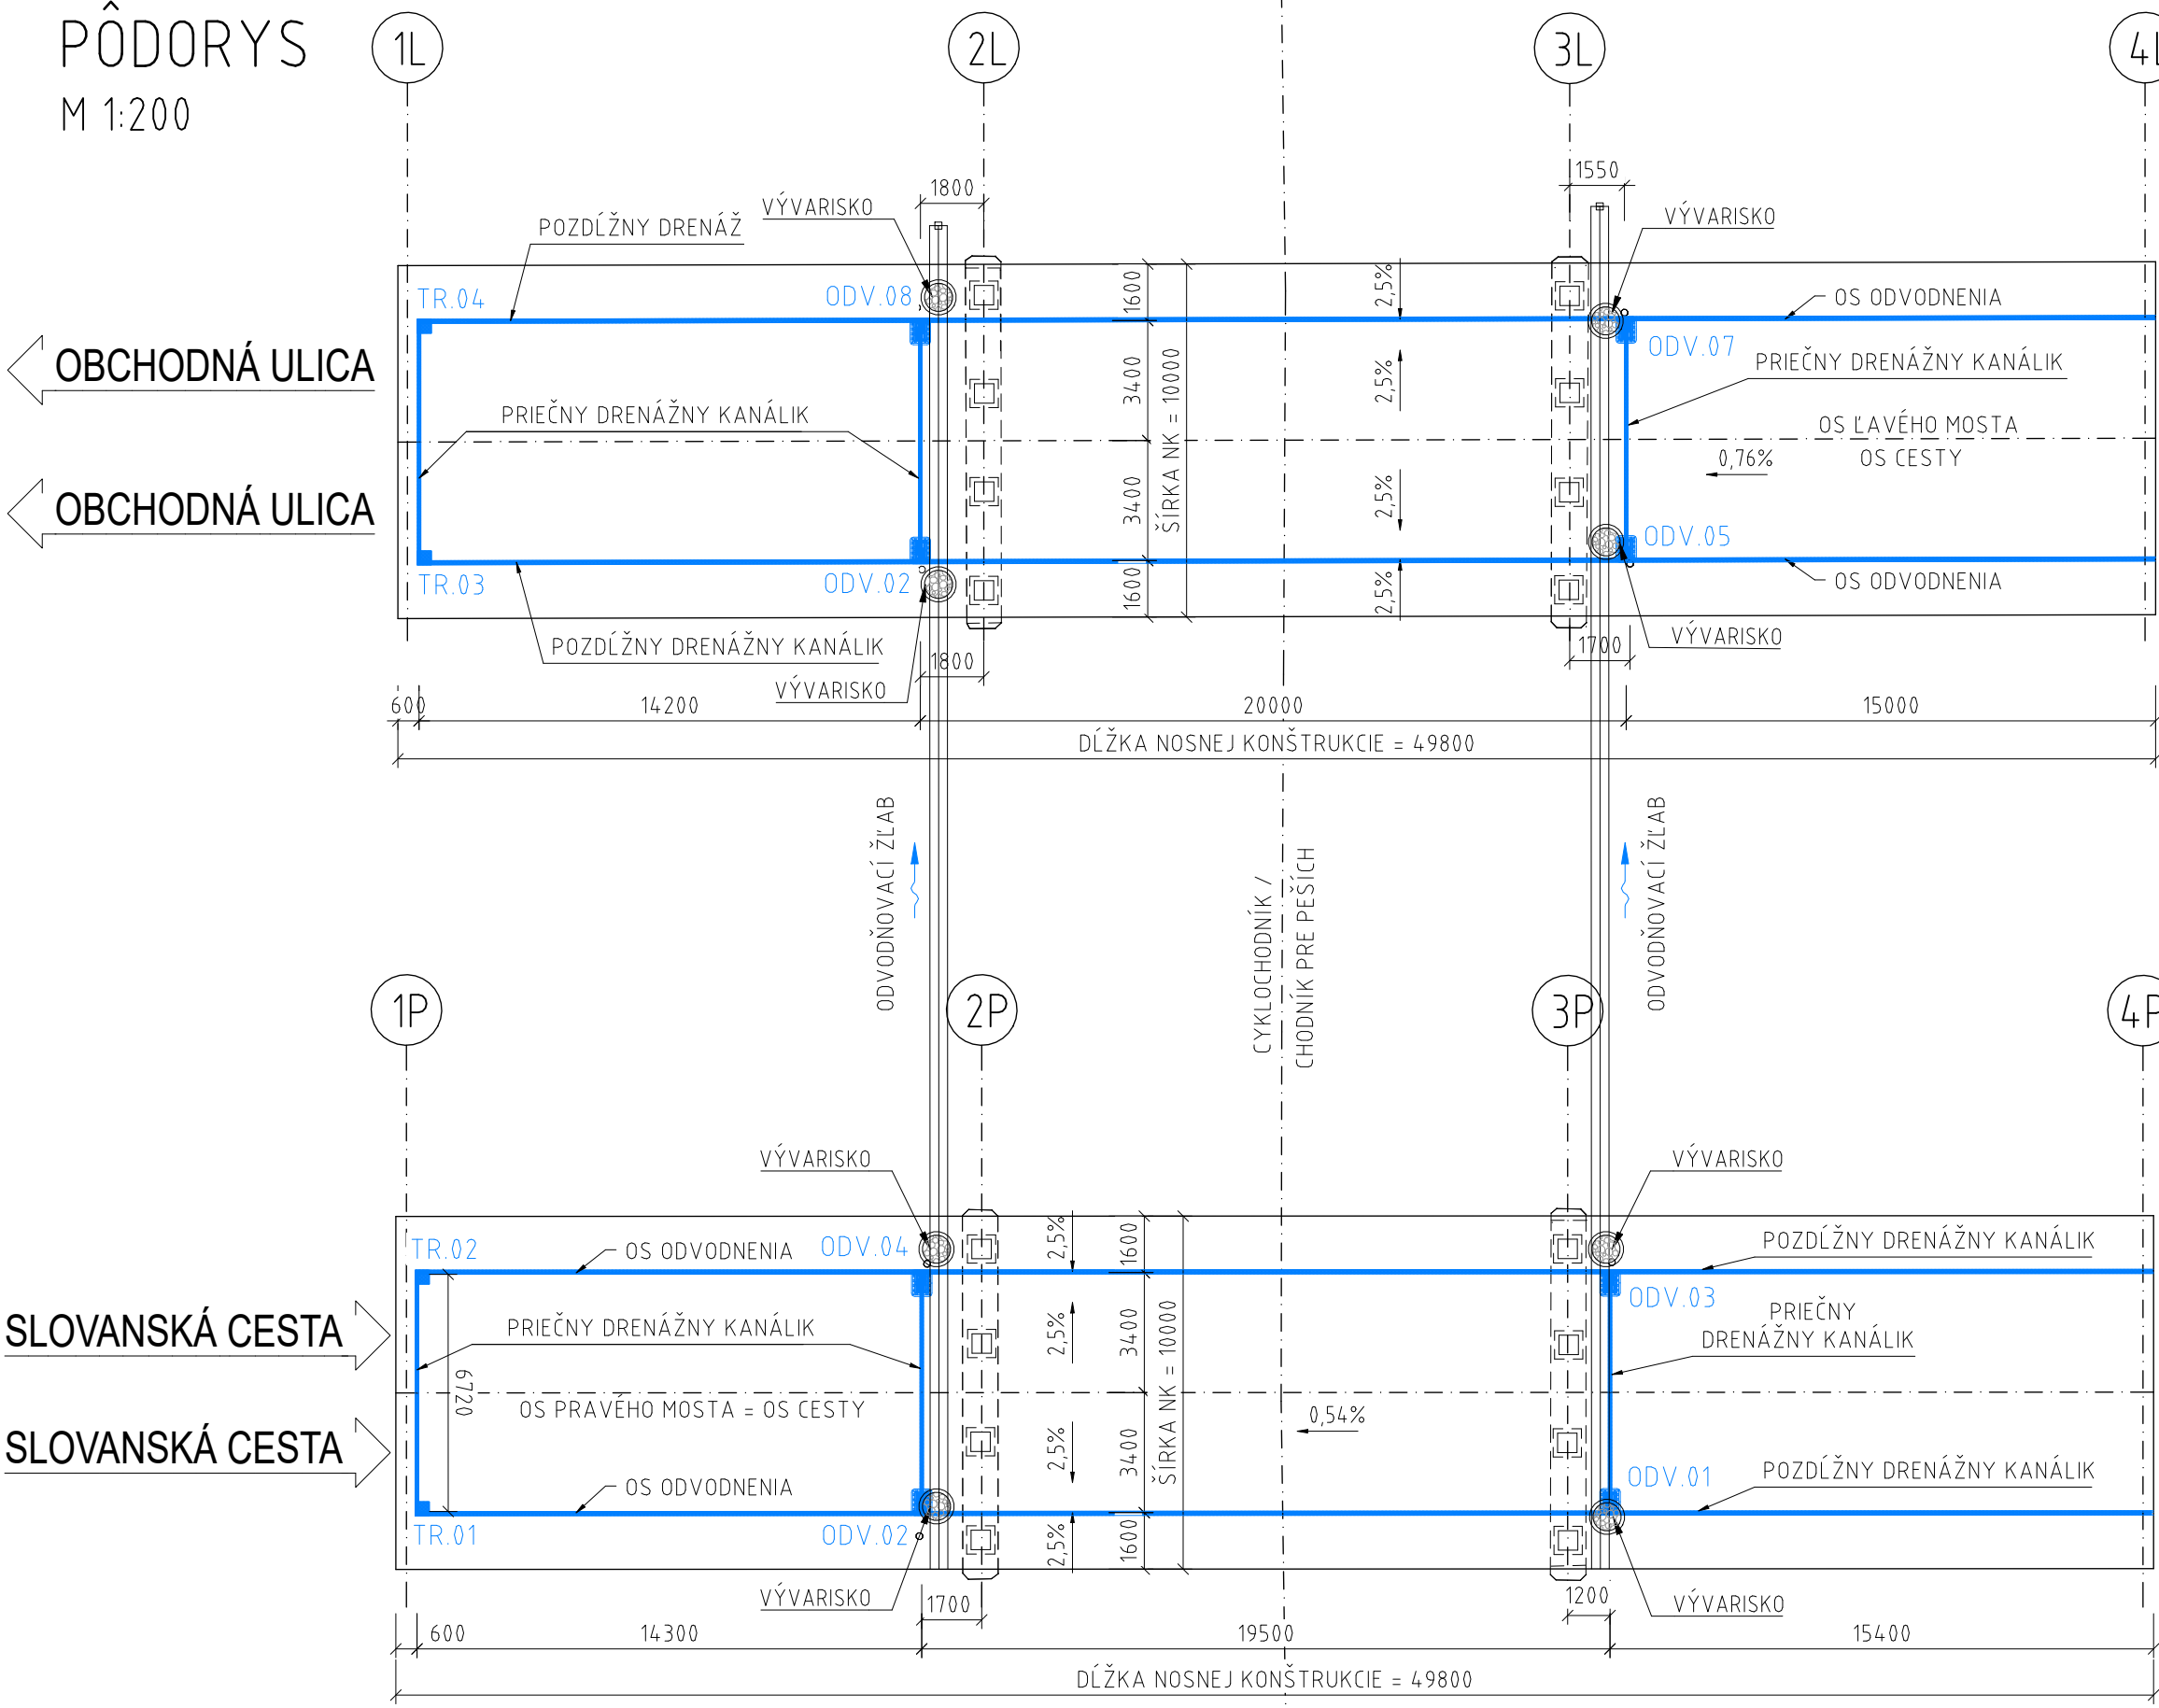 PÔDORYS
M 1:200
1L
2L
3L
1800
1550
VÝVARISKO
VÝVARISKO
POZDĹŽNY DRENÁŽ
TR.04
ODV.08
1600
2,5%
OS ODVODNENIA
ODV.07
OBCHODNÁ ULICA
3400
2,5%
PRIEČNY DRENÁŽNY KANÁLIK
PRIEČNY DRENÁŽNY KANÁLIK
ŠÍRKA NK = 10000
OS ĽAVÉHO MOSTA
OS CESTY
0,76%
OBCHODNÁ ULICA
3400
2,5%
ODV.05
TR.03
ODV.02
1600
2,5%
OS ODVODNENIA
POZDĹŽNY DRENÁŽNY KANÁLIK
1800
1700
VÝVARISKO
VÝVARISKO
600
14200
20000
15000
DĹŽKA NOSNEJ KONŠTRUKCIE = 49800
ODVODŇOVACÍ ŽĽAB
CYKLOCHODNÍK /
CHODNÍK PRE PEŠÍCH
ODVODŇOVACÍ ŽĽAB
1P
2P
3P
VÝVARISKO
VÝVARISKO
TR.02
OS ODVODNENIA
ODV.04
2,5%
1600
POZDĹŽNY DRENÁŽNY KANÁLIK
ODV.03
SLOVANSKÁ CESTA
PRIEČNY DRENÁŽNY KANÁLIK
2,5%
3400
PRIEČNY
DRENÁŽNY KANÁLIK
6720
OS PRAVÉHO MOSTA = OS CESTY
ŠÍRKA NK = 10000
0,54%
SLOVANSKÁ CESTA
2,5%
3400
OS ODVODNENIA
ODV.01
POZDĹŽNY DRENÁŽNY KANÁLIK
TR.01
ODV.02
2,5%
1600
VÝVARISKO
1700
1200
VÝVARISKO
600
14300
19500
15400
DĹŽKA NOSNEJ KONŠTRUKCIE = 49800